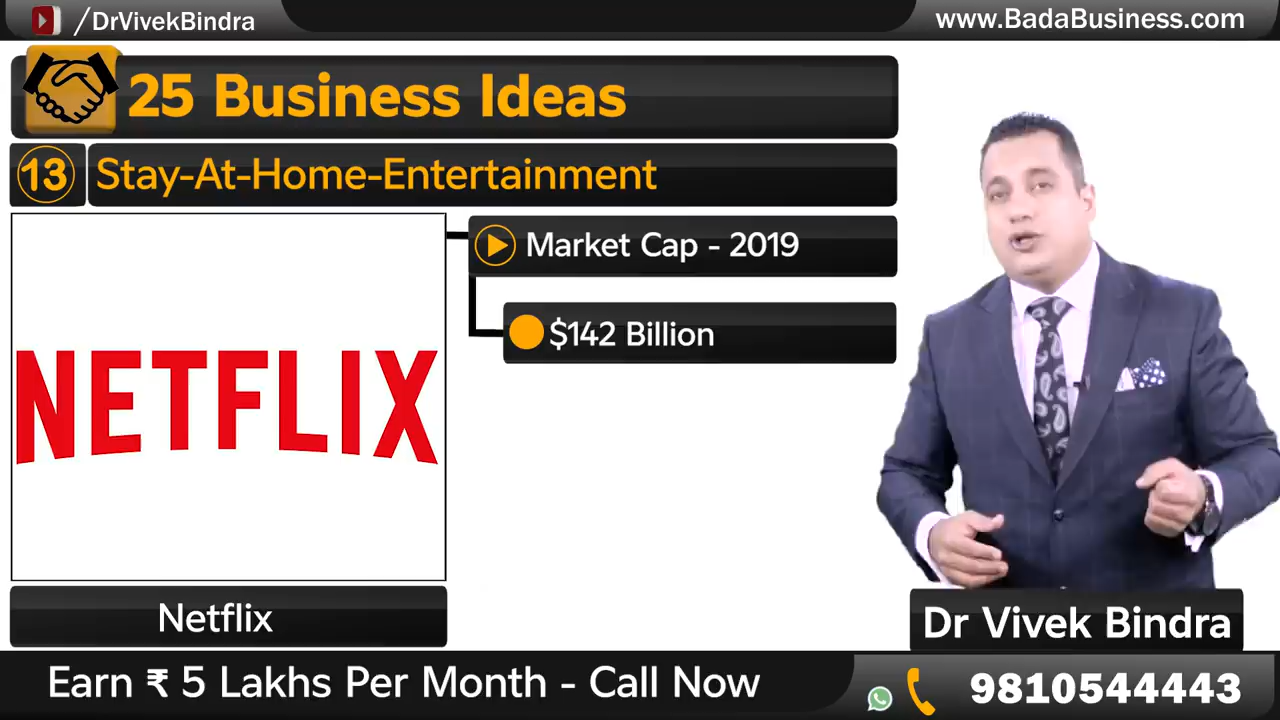 /DrVivekBindra
www.BadaBusiness.com
25 Business Ideas
13 Stay-At-Home-Entertainment
Market Cap - 2019
$142 Billion
NETFLIX
Netflix
Dr Vivek Bindra
Earn ₹ 5 Lakhs Per Month - Call Now
9810544443